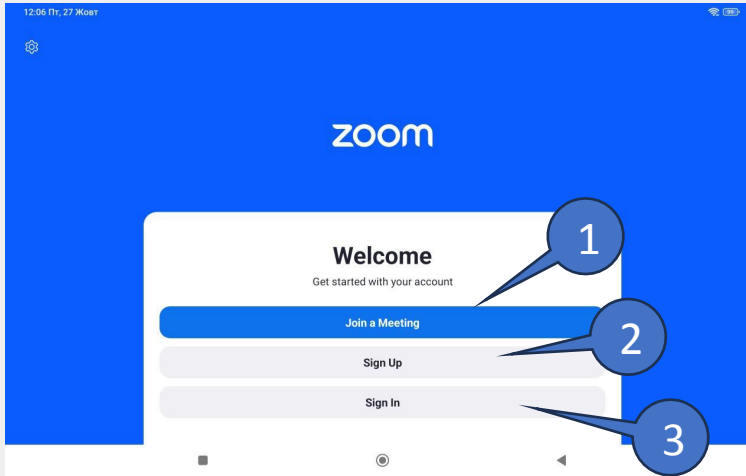 12:06 Пт, 27 Жовт
99
zoom
Welcome
Get started with your account
Join a Meeting
Sign Up
Sign In
1
2
3